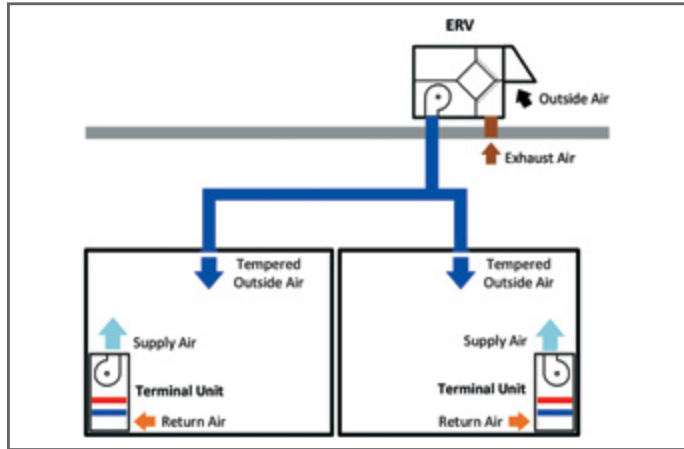 ERV
Outside Air
Exhaust Air
Tempered
Outside Air
Tempered
Outside Air
Supply Air
Terminal Unit
Return Air
Supply Air
Terminal Unit
Return Air